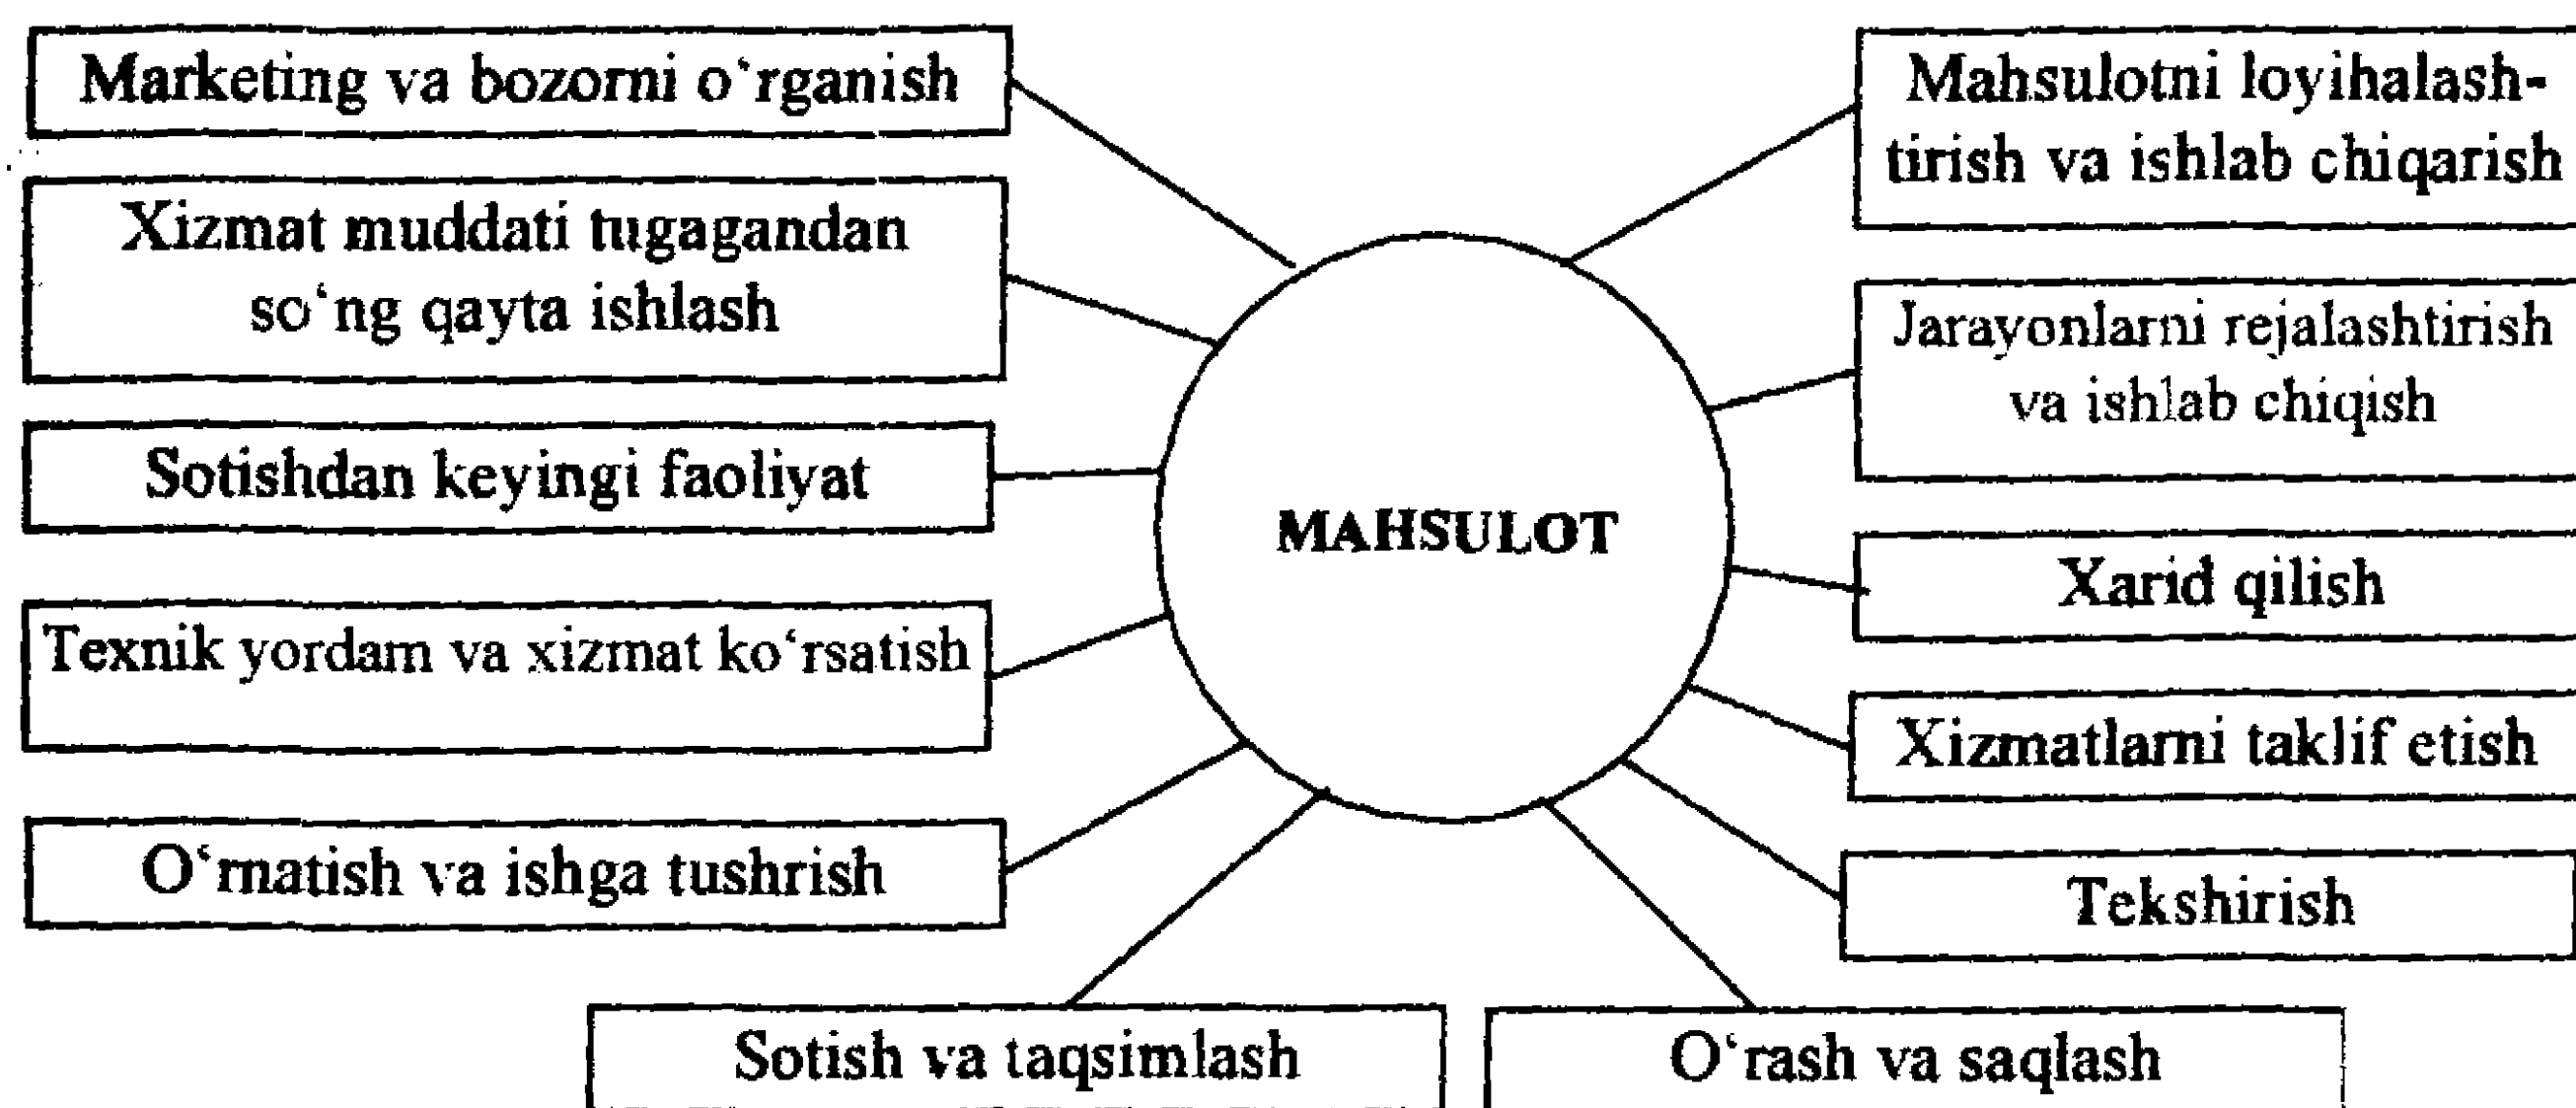 Marketing va bozorni o‘rganish
Xizmat muddati tugagandan
so‘ng qayta ishlash
Sotishdan keyingi faoliyat
Texnik yordam va xizmat ko‘rsatish
O‘rnatish va ishga tushrish
Sotish va taqsimlash
MAHSULOT
Mahsulotni loyihalash-
tirish va ishlab chiqarish
Jarayonlarni rejalashtirish
va ishlab chiqish
Xarid qilish
Xizmatlarni taklif etish
Tekshirish
O‘rash va saqlash